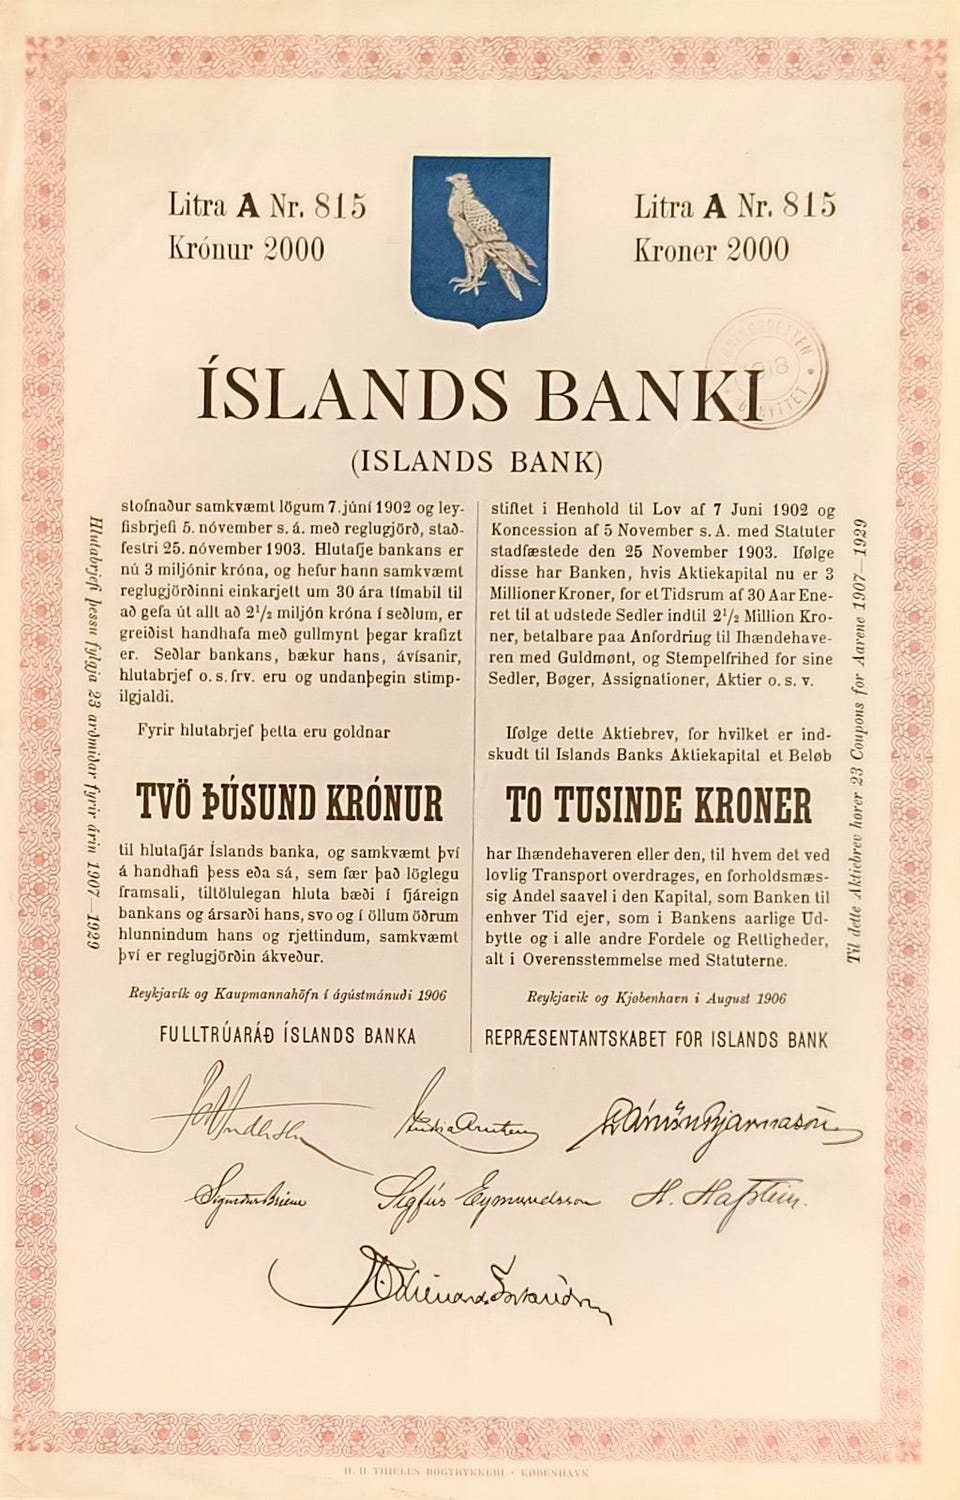 Litra A Nr. 815
Krónur 2000
Litra A Nr. 815
Kroner 2000
1918
NYTTET
ÍSLANDS BANKI
(ISLANDS BANK)
stofnaður samkvæmt lögum 7. júní 1902 og ley-
fisbrjefi 5. nóvember s. á. með reglugjörð, stað-
festri 25. nóvember 1903. Hlutafje bankans er
nú 3 miljónir króna, og hefur hann samkvæmt
reglugjörðinni einkarjett um 30 ára tímabil til
að gefa út allt að 2½ miljón króna í seðlum, er
greiðist handhafa með gullmynt þegar krafizt
er. Seðlar bankans, bækur hans, ávísanir,
hlutabrjef o. s. frv. eru og undanþegin stimp-
ilgjaldi.
Fyrir hlutabrjef þetta eru goldnar
TVÖ ÞÚSUND KRÓNUR
til hlutafjár Íslands banka, og samkvæmt því
á handhafi þess eða sá, sem fær það löglegu
framsali, tiltölulegan hluta bæði í fjáreign
bankans og ársarði hans, svo og í öllum öðrum
hlunnindum hans og rjettindum, samkvæmt
því er reglugjörðin ákveður.
Reykjavík og Kaupmannahöfn í ágústmánuði 1906
FULLTRÚARÁÐ ÍSLANDS BANKA
stiftet i Henhold til Lov af 7 Juni 1902 og
Koncession af 5 November s. A. med Statuter
stadfæstede den 25 November 1903. Ifølge
disse har Banken, hvis Aktiekapital nu er 3
Millioner Kroner, for et Tidsrum af 30 Aar Ene-
ret til at udstede Sedler indtil 2½ Million Kro-
ner, betalbare paa Anfordring til Ihændehave-
ren med Guldmønt, og Stempelfrihed for sine
Sedler, Bøger, Assignationer, Aktier o. s. v.
Ifølge dette Aktiebrev, for hvilket er ind-
skudt til Islands Banks Aktiekapital et Beløb
TO TUSINDE KRONER
har Ihændehaveren eller den, til hvem det ved
lovlig Transport overdrages, en forholdsmæs-
sig Andel saavel i den Kapital, som Banken til
enhver Tid ejer, som i Bankens aarlige Ud-
bytte og i alle andre Fordele og Rettigheder,
alt i Overensstemmelse med Statuterne.
Reykjavik og Kjøbenhavn i August 1906
REPRÆSENTANTSKABET FOR ISLANDS BANK
Hlutabrjefi þessu fylgja 23 arðmiðar fyrir árin 1907—1929
Til dette Aktiebrev hører 23 Coupons for Aarene 1907—1929
Sigfús Eymundsson
H. Hafstein.
H. H. THIELES BOGTRYKKERI • KØBENHAVN